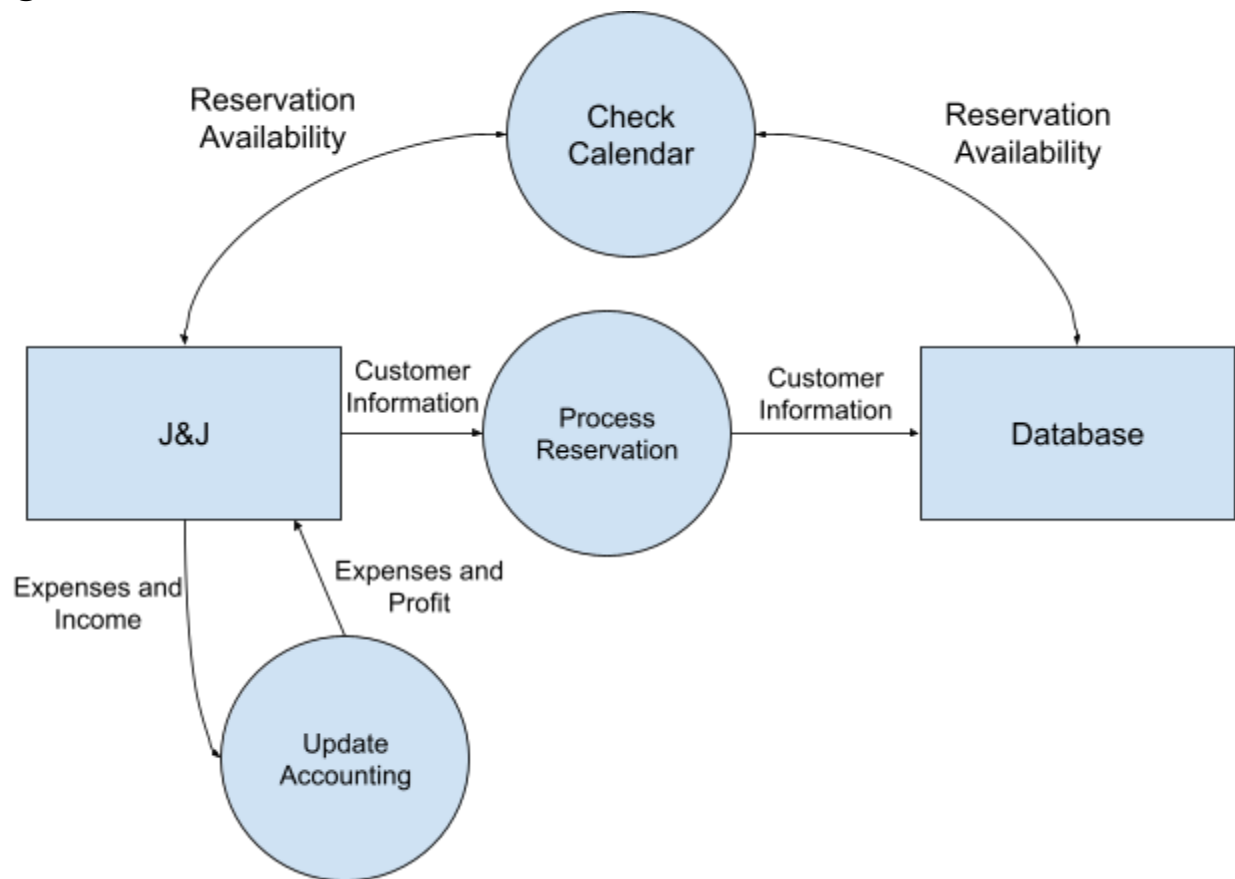 Reservation
Availability
Check
Calendar
Reservation
Availability
J&J
Customer
Information
Process
Reservation
Customer
Information
Database
Expenses and
Income
Expenses and
Profit
Update
Accounting